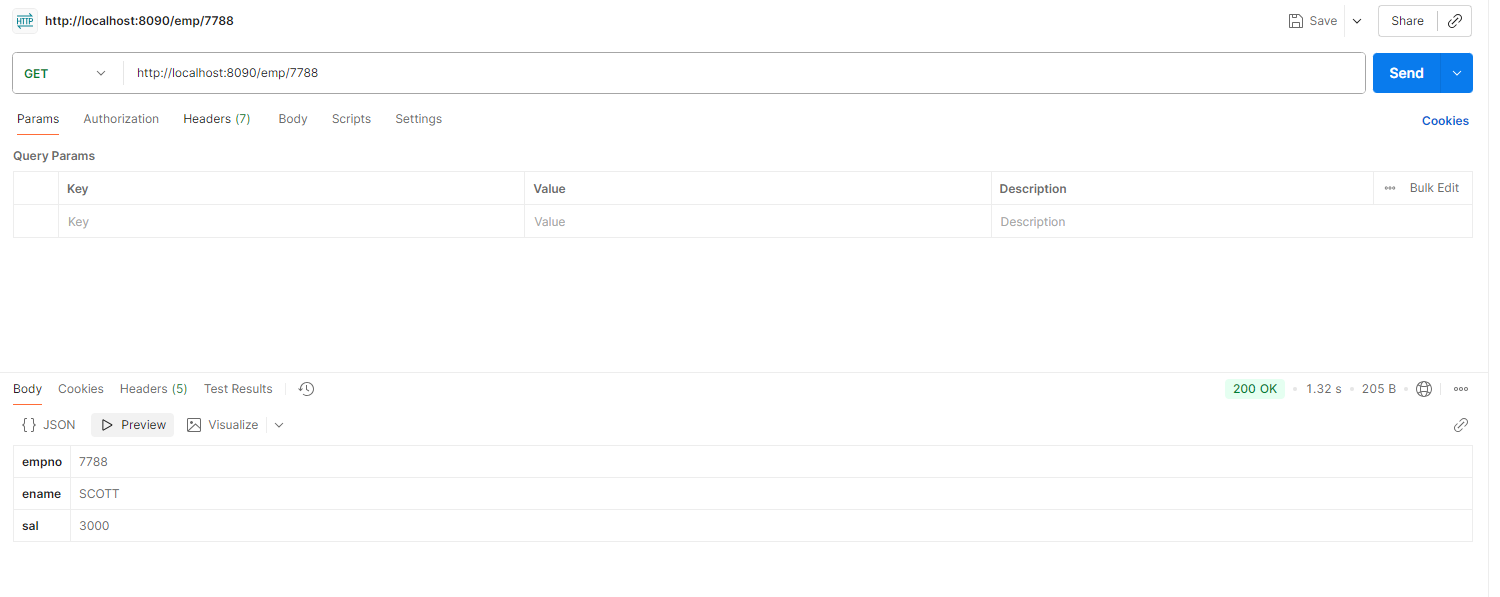 HTTP http://localhost:8090/emp/7788 Save Share
GET http://localhost:8090/emp/7788 Send
Params Authorization Headers (7) Body Scripts Settings Cookies
Query Params
Key Value Description Bulk Edit
Key Value Description
Body Cookies Headers (5) Test Results 200 OK 1.32 s 205 B
{} JSON Preview Visualize
empno 7788
ename SCOTT
sal 3000